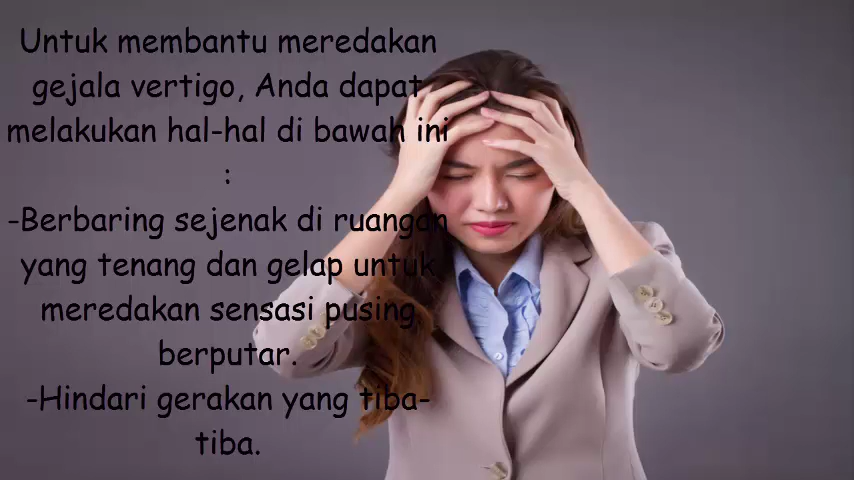 Untuk membantu meredakan
gejala vertigo, Anda dapat
melakukan hal-hal di bawah ini
:
-Berbaring sejenak di ruangan
yang tenang dan gelap untuk
meredakan sensasi pusing
berputar.
-Hindari gerakan yang tiba-
tiba.